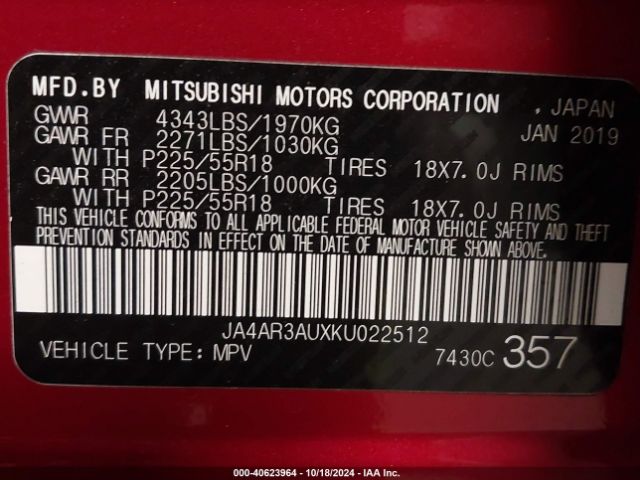 MFD.BY MITSUBISHI MOTORS CORPORATION , JAPAN
GVWR 4343LBS/1970KG JAN 2019
GAWR FR 2271LBS/1030KG
WITH P225/55R18 TIRES 18X7.0J RIMS
GAWR RR 2205LBS/1000KG
WITH P225/55R18 TIRES 18X7.0J RIMS
THIS VEHICLE CONFORMS TO ALL APPLICABLE FEDERAL MOTOR VEHICLE SAFETY AND THEFT
PREVENTION STANDARDS IN EFFECT ON THE DATE OF MANUFACTURE SHOWN ABOVE.
JA4AR3AUXKU022512
VEHICLE TYPE: MPV 7430C 357
000-40623964 - 10/18/2024 - IAA Inc.